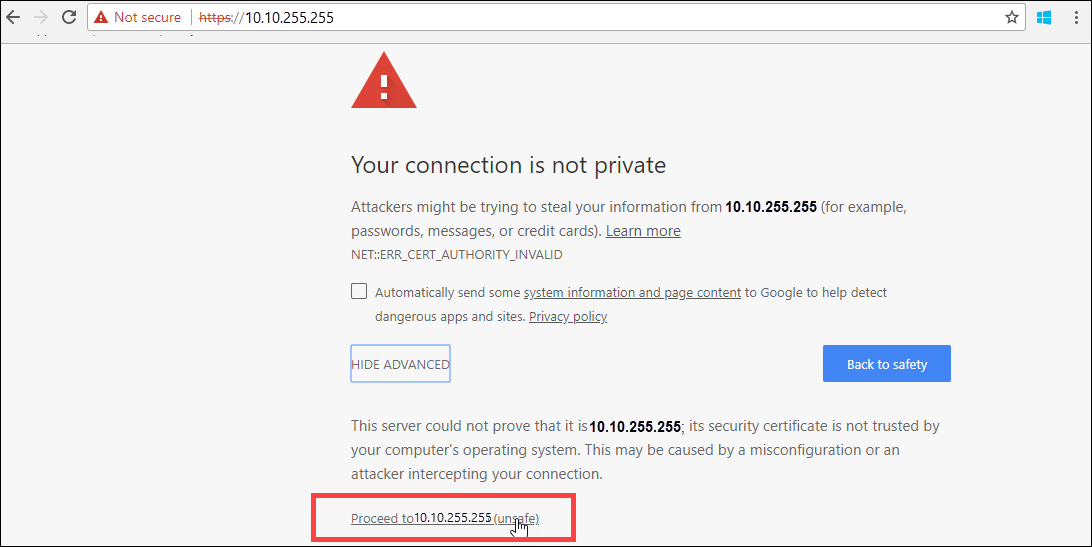 Not secure https://10.10.255.255
Your connection is not private
Attackers might be trying to steal your information from 10.10.255.255 (for example,
passwords, messages, or credit cards). Learn more
NET::ERR_CERT_AUTHORITY_INVALID
Automatically send some system information and page content to Google to help detect
dangerous apps and sites. Privacy policy
HIDE ADVANCED
Back to safety
This server could not prove that it is 10.10.255.255; its security certificate is not trusted by
your computer's operating system. This may be caused by a misconfiguration or an
attacker intercepting your connection.
Proceed to 10.10.255.255 (unsafe)